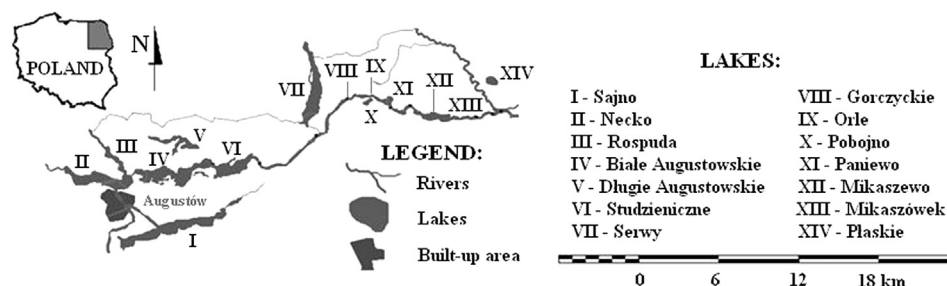 POLAND
N
VIII
IX
XII
XIV
VII
XI
XIII
X
V
III
II
IV
VI
Augustów
I
LEGEND:
Rivers
Lakes
Built-up area
LAKES:
I - Sajno
II - Necko
III - Rospuda
IV - Białe Augustowskie
V - Długie Augustowskie
VI - Studzieniczne
VII - Serwy
VIII - Gorczyckie
IX - Orle
X - Pobojno
XI - Paniewo
XII - Mikaszewo
XIII - Mikaszówek
XIV - Płaskie
0 6 12 18 km